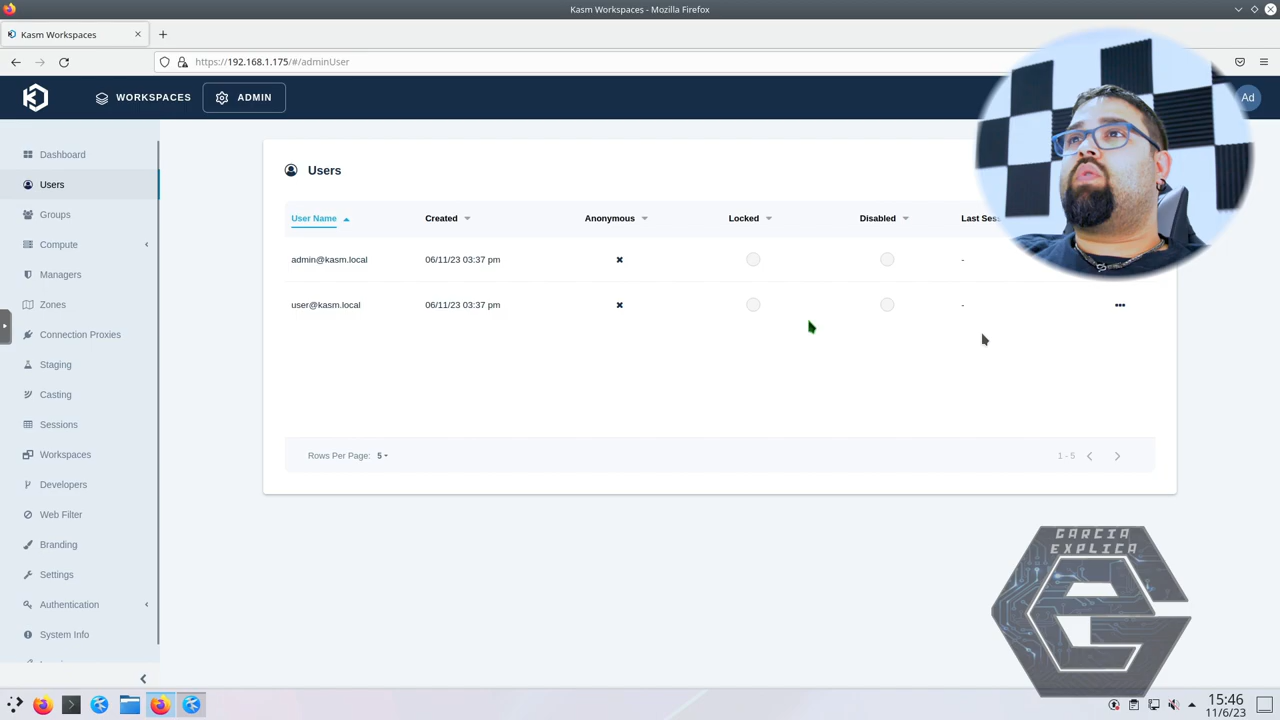 Kasm Workspaces - Mozilla Firefox
Kasm Workspaces
https://192.168.1.175/#/adminUser
WORKSPACES
ADMIN
Ad
Dashboard
Users
Groups
Compute
Managers
Zones
Connection Proxies
Staging
Casting
Sessions
Workspaces
Developers
Web Filter
Branding
Settings
Authentication
System Info
Users
User Name Created Anonymous Locked Disabled Last Sess
admin@kasm.local 06/11/23 03:37 pm -
user@kasm.local 06/11/23 03:37 pm -
Rows Per Page: 5
1 - 5
GARCIA
EXPLICA
15:46
11/6/23